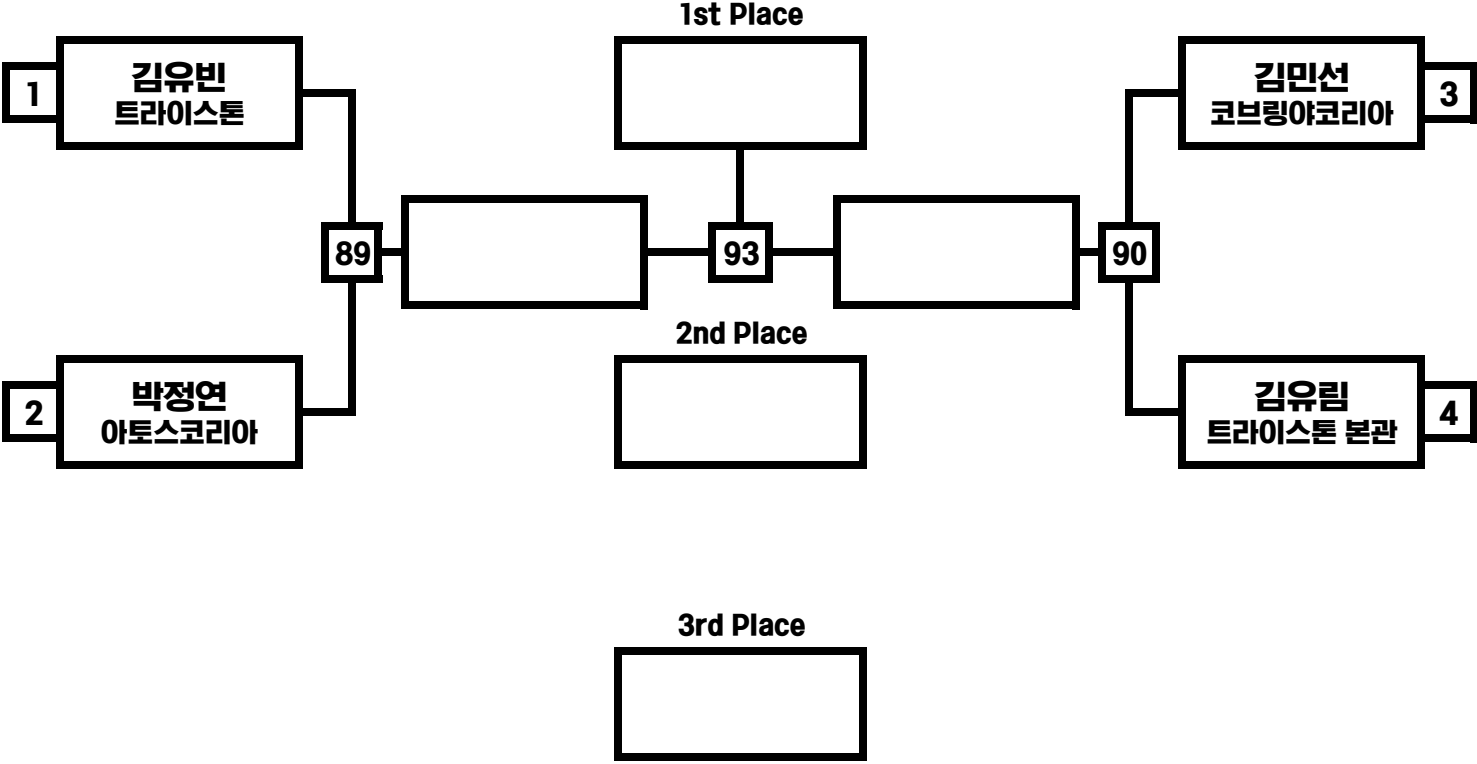 1st Place
1
김유빈
트라이스톤
김민선
코브링야코리아
3
89
93
90
2nd Place
2
박정연
아토스코리아
김유림
트라이스톤 본관
4
3rd Place